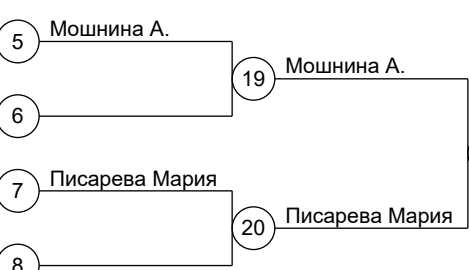 5 Мошнина А.
19 Мошнина А.
6
7 Писарева Мария
20 Писарева Мария
8